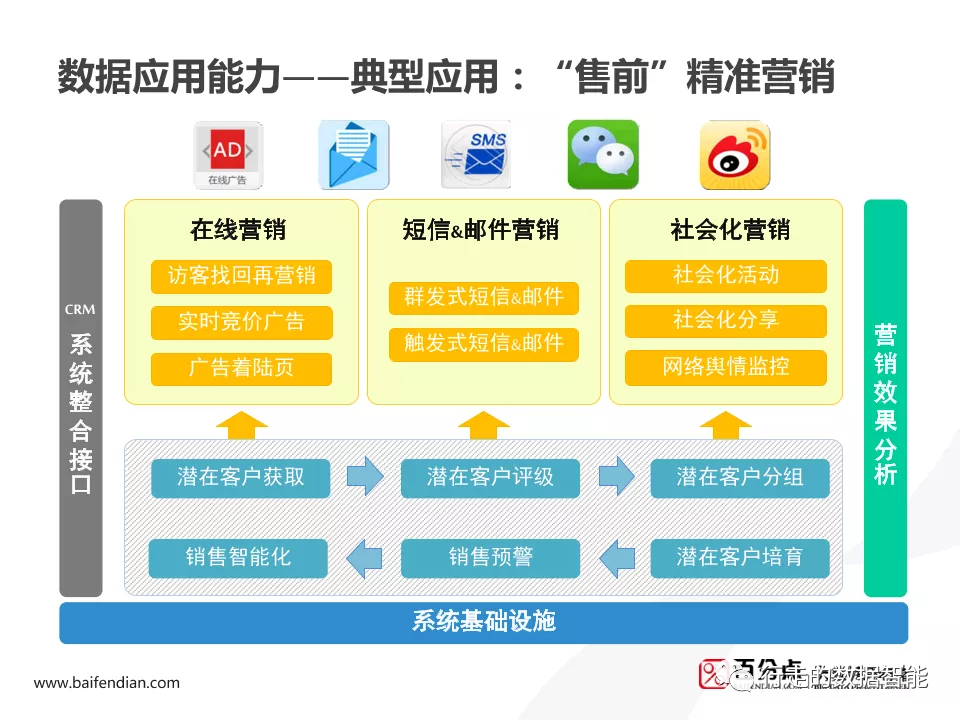 数据应用能力——典型应用：“售前”精准营销
AD
在线广告
SMS
在线营销
访客找回再营销
实时竞价广告
广告着陆页
短信&邮件营销
群发式短信&邮件
触发式短信&邮件
社会化营销
社会化活动
社会化分享
网络舆情监控
CRM
系统整合接口
营销效果分析
潜在客户获取
潜在客户评级
潜在客户分组
销售智能化
销售预警
潜在客户培育
系统基础设施
www.baifendian.com
百分点
行走的数据智能